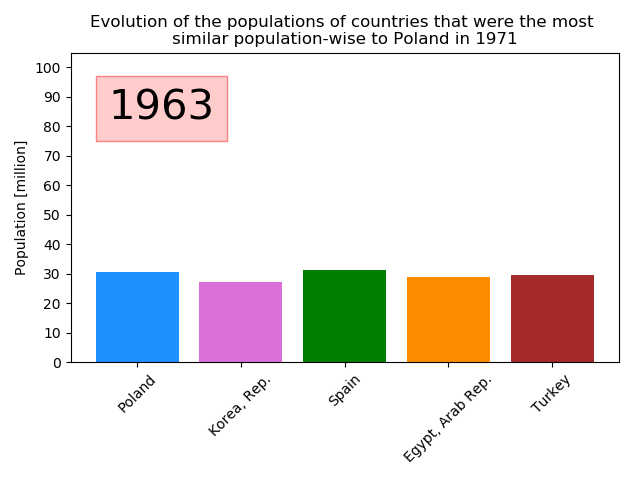 Evolution of the populations of countries that were the most
similar population-wise to Poland in 1971
1963
Population [million]
100
90
80
70
60
50
40
30
20
10
0
Poland
Korea, Rep.
Spain
Egypt, Arab Rep.
Turkey